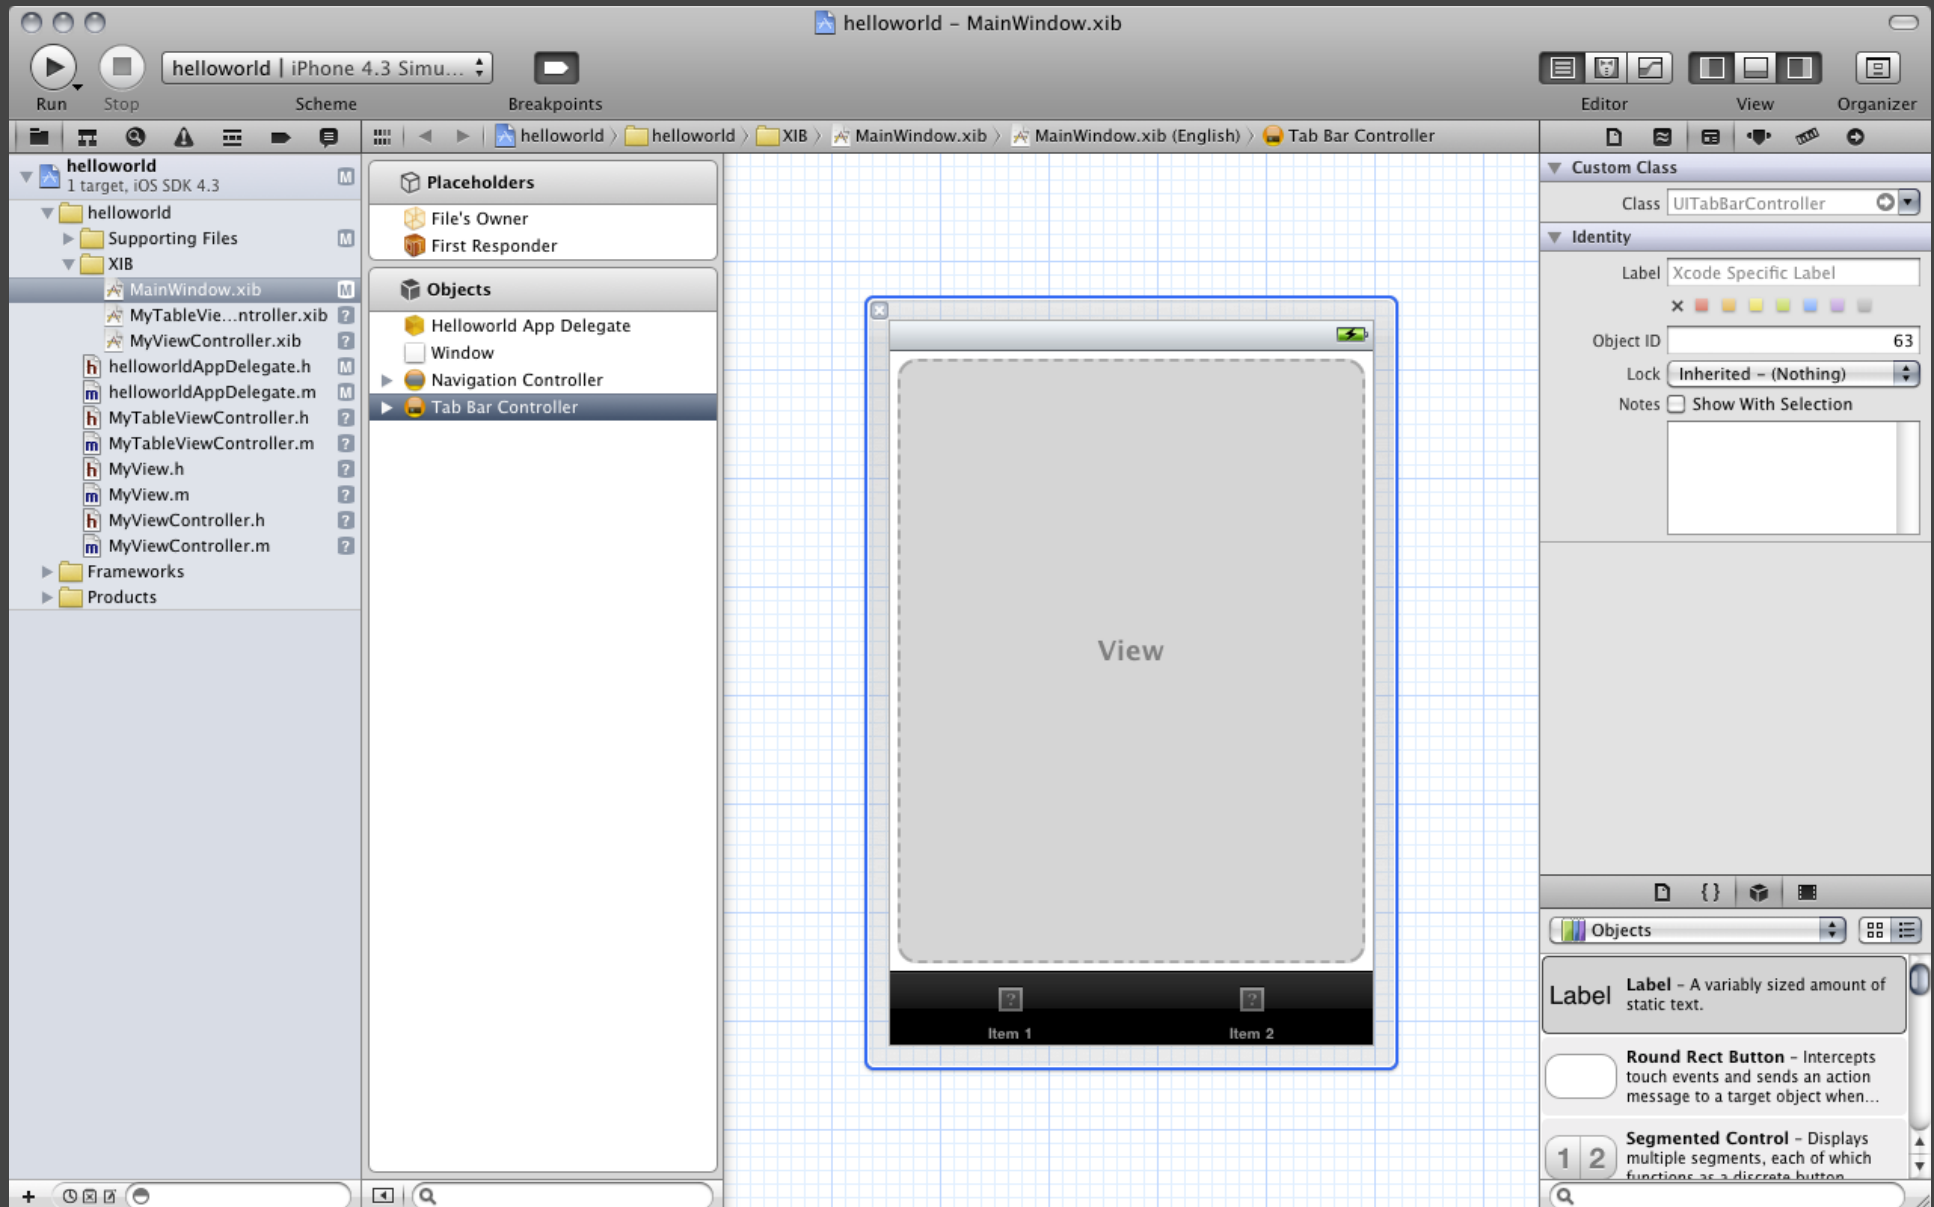 helloworld – MainWindow.xib
helloworld | iPhone 4.3 Simu...
Run
Stop
Scheme
Breakpoints
Editor
View
Organizer
helloworld
helloworld
XIB
MainWindow.xib
MainWindow.xib (English)
Tab Bar Controller
helloworld
1 target, iOS SDK 4.3
M
helloworld
Supporting Files
M
XIB
MainWindow.xib
M
MyTableVie...ntroller.xib
?
MyViewController.xib
?
h helloworldAppDelegate.h
M
m helloworldAppDelegate.m
M
h MyTableViewController.h
?
m MyTableViewController.m
?
h MyView.h
?
m MyView.m
?
h MyViewController.h
?
m MyViewController.m
?
Frameworks
Products
Placeholders
File's Owner
First Responder
Objects
Helloworld App Delegate
Window
Navigation Controller
Tab Bar Controller
View
?
?
Item 1
Item 2
Custom Class
Class UITabBarController
Identity
Label Xcode Specific Label
Object ID 63
Lock Inherited – (Nothing)
Notes Show With Selection
{ }
Objects
Label
Label – A variably sized amount of
static text.
Round Rect Button – Intercepts
touch events and sends an action
message to a target object when...
1 2
Segmented Control – Displays
multiple segments, each of which
functions as a discrete button